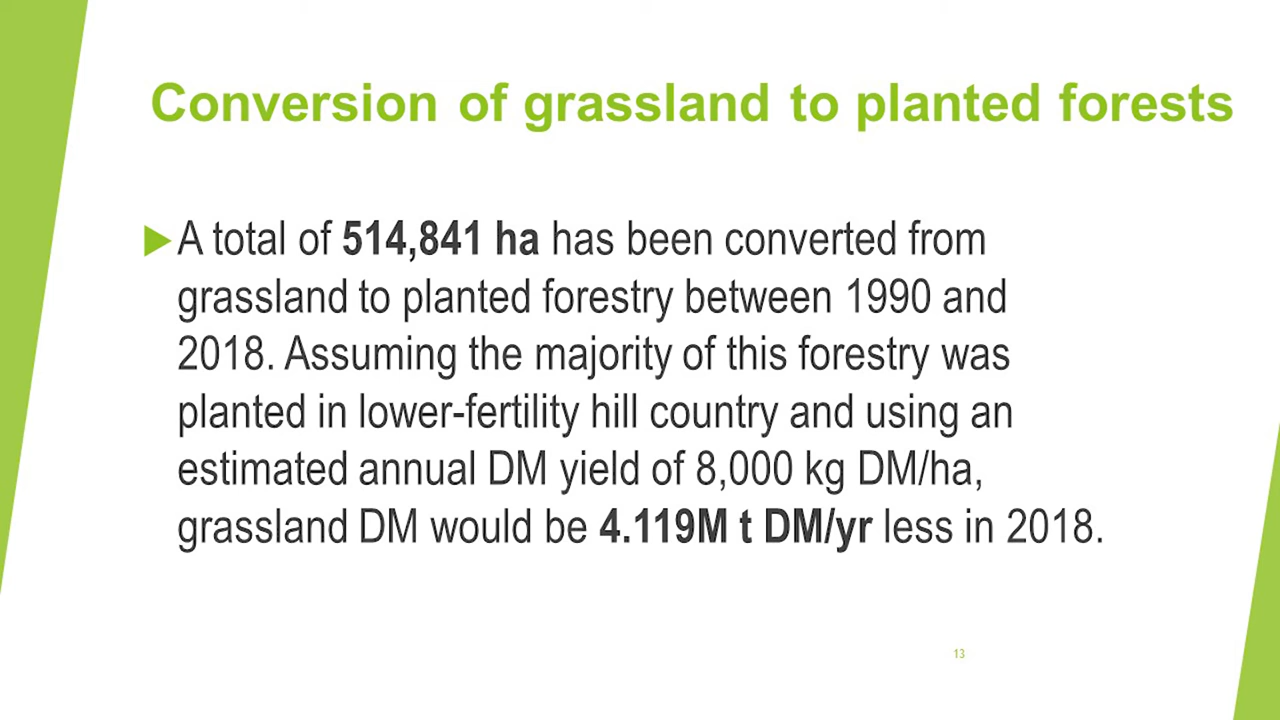 Conversion of grassland to planted forests
A total of 514,841 ha has been converted from
grassland to planted forestry between 1990 and
2018. Assuming the majority of this forestry was
planted in lower-fertility hill country and using an
estimated annual DM yield of 8,000 kg DM/ha,
grassland DM would be 4.119M t DM/yr less in 2018.
13